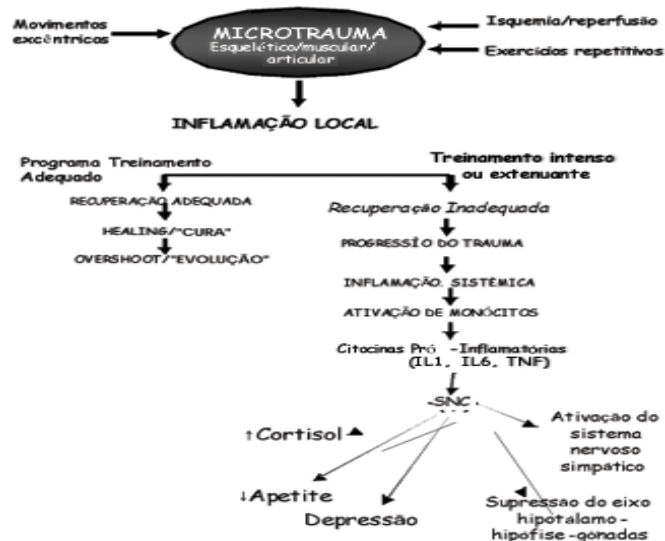 Movimentos
excêntricos
MICROTRAUMA
Esquelético/muscular/
articular
Isquemia/reperfusão
Exercícios repetitivos
INFLAMAÇÃO LOCAL
Programa Treinamento
Adequado
Treinamento intenso
ou extenuante
RECUPERAÇÃO ADEQUADA
HEALING/"CURA"
OVERSHOOT/"EVOLUÇÃO"
Recuperação Inadequada
PROGRESSÍO DO TRAUMA
INFLAMAÇÃO. SISTÊMICA
ATIVAÇÃO DE MONÓCITOS
Citocinas Pró -Inflamatórias
(IL1, IL6, TNF)
SNC
↑Cortisol
↓Apetite
Depressão
Ativação do
sistema
nervoso
simpático
Supressão do eixo
hipotálamo-
hipófise-gônadas